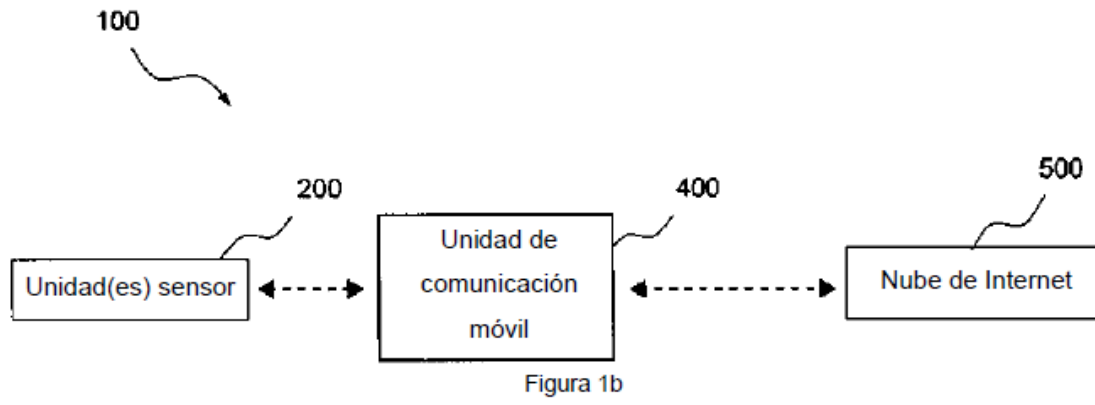 100
200
400
500
Unidad(es) sensor
Unidad de
comunicación
móvil
Nube de Internet
Figura 1b